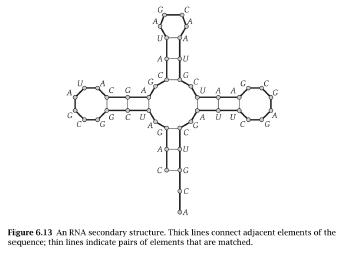 G C
A A
U A
A U
C G
U A G C G C
A C G A U A A G
G G C U A U U A
C G A G C G
G C
A U
C G
C
A
Figure 6.13 An RNA secondary structure. Thick lines connect adjacent elements of the
sequence; thin lines indicate pairs of elements that are matched.